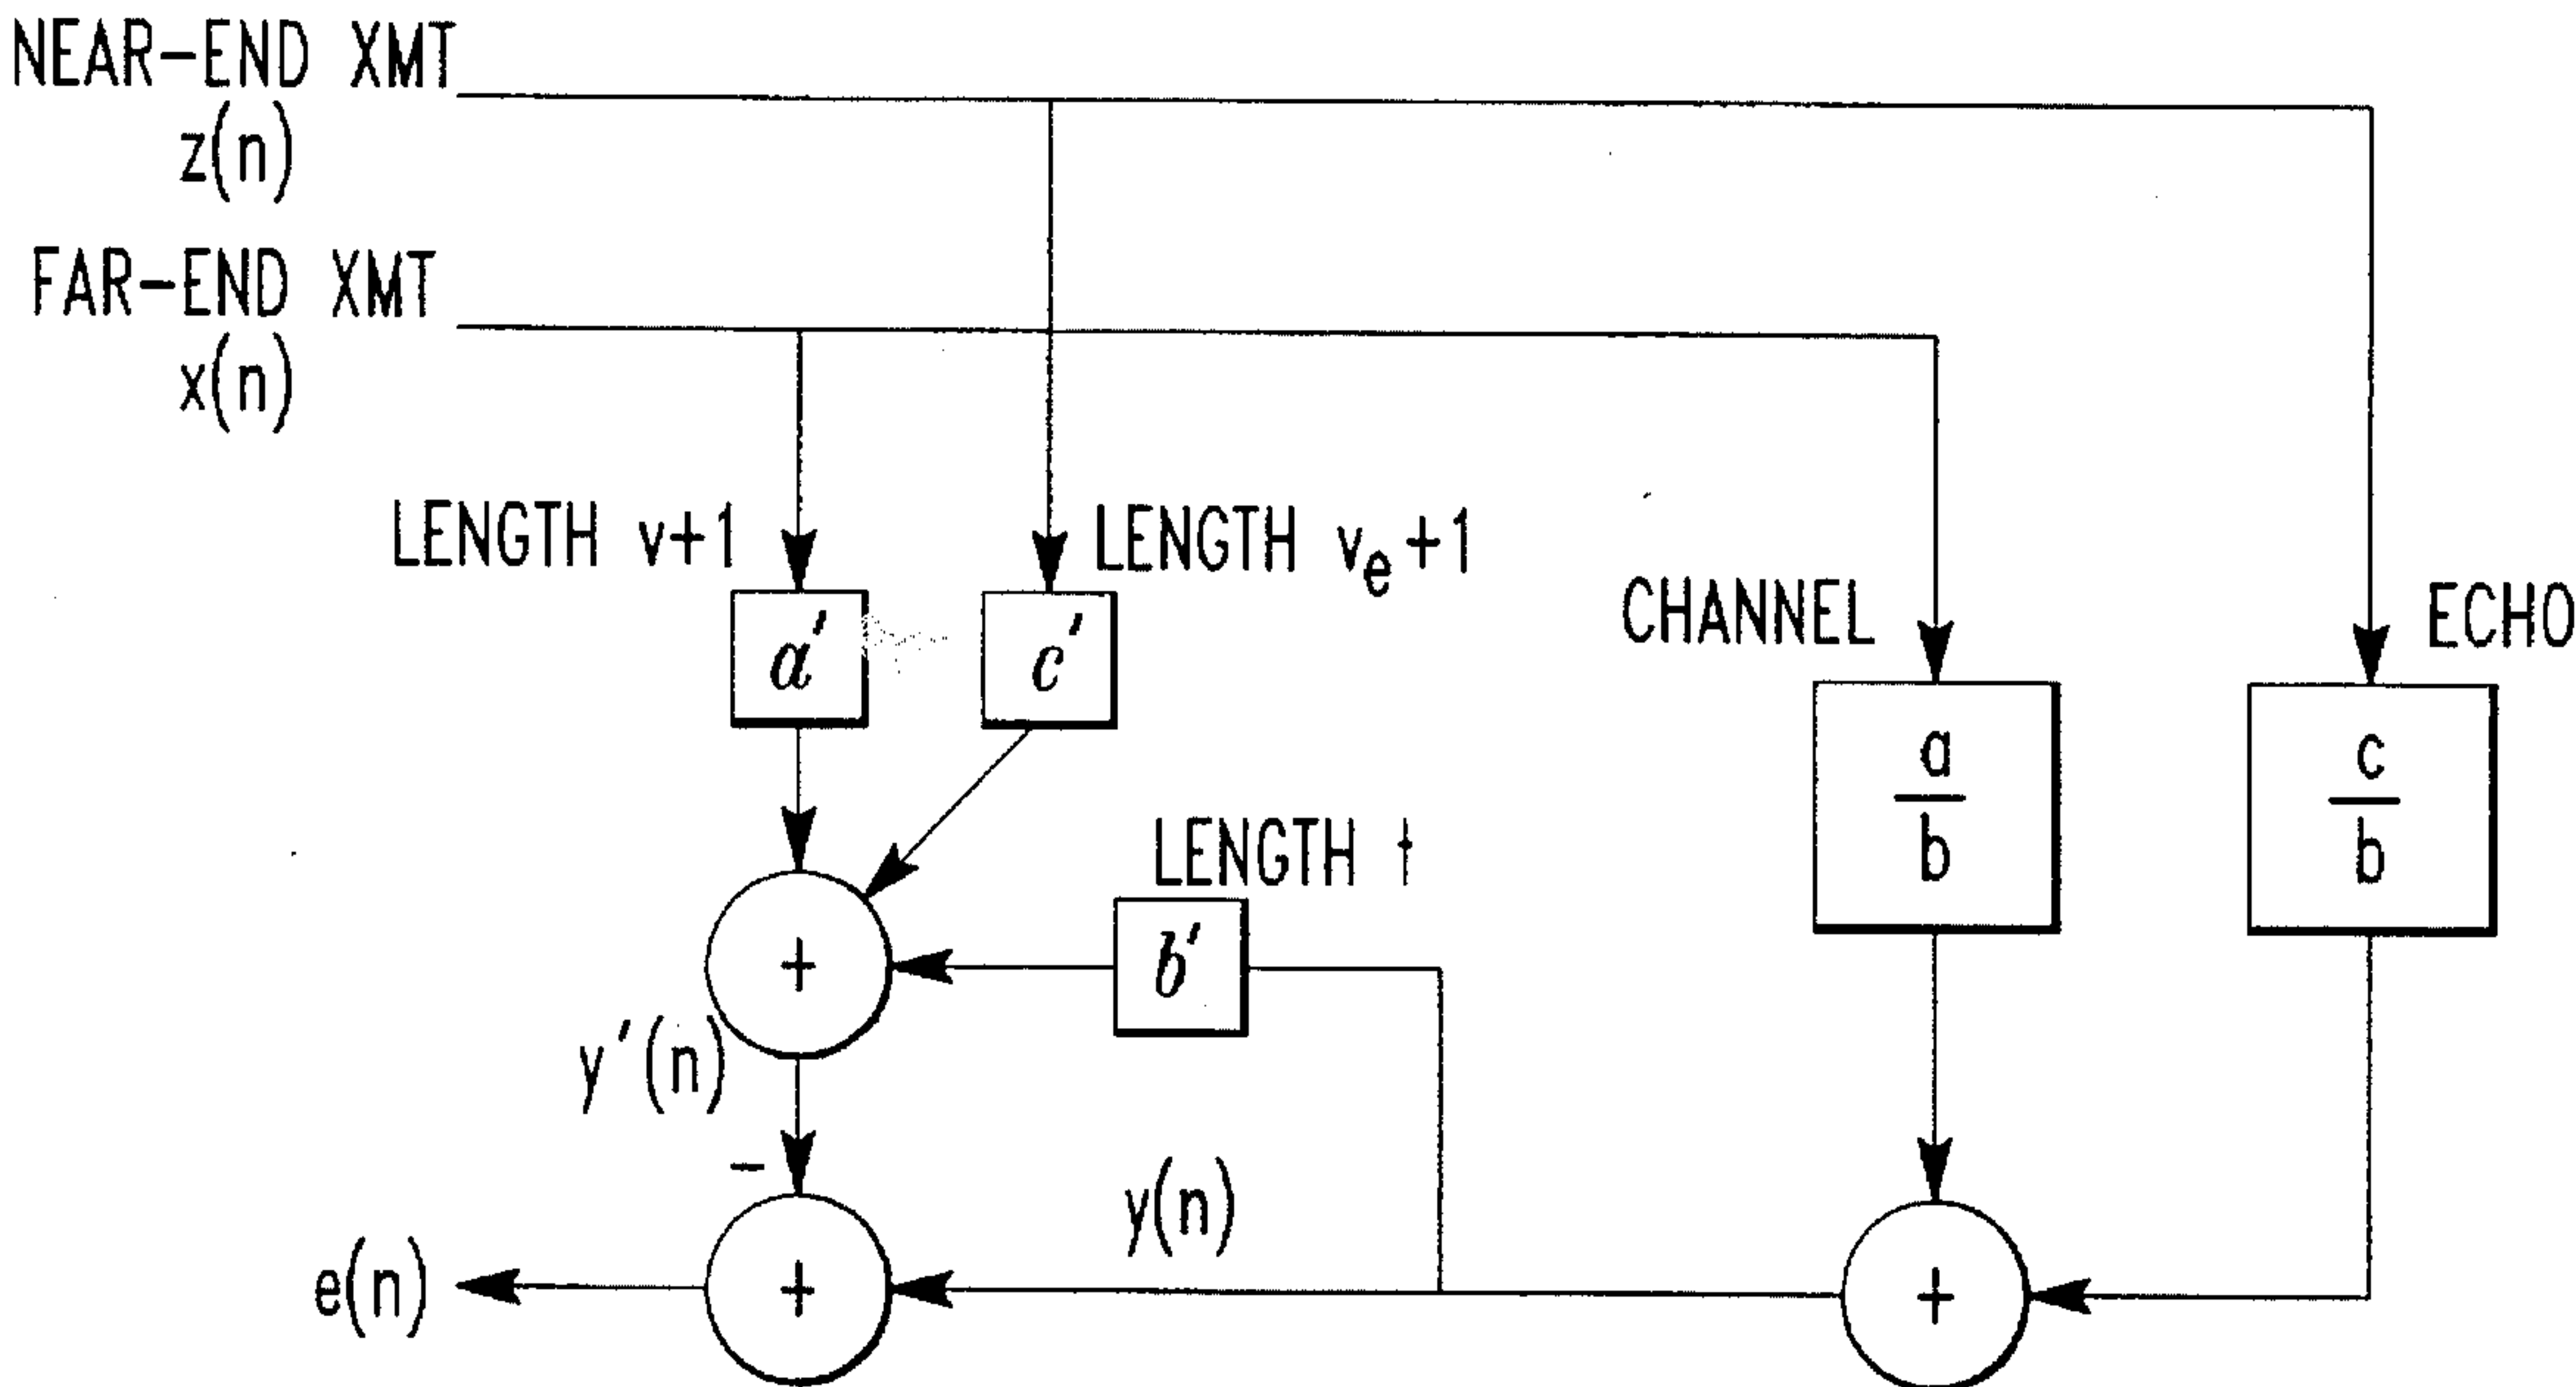 NEAR-END XMT
z(n)
FAR-END XMT
x(n)
LENGTH v+1
LENGTH vₑ+1
a′
c′
CHANNEL
a
b
ECHO
c
b
LENGTH t
b′
+
y′(n)
−
y(n)
+
+
e(n)